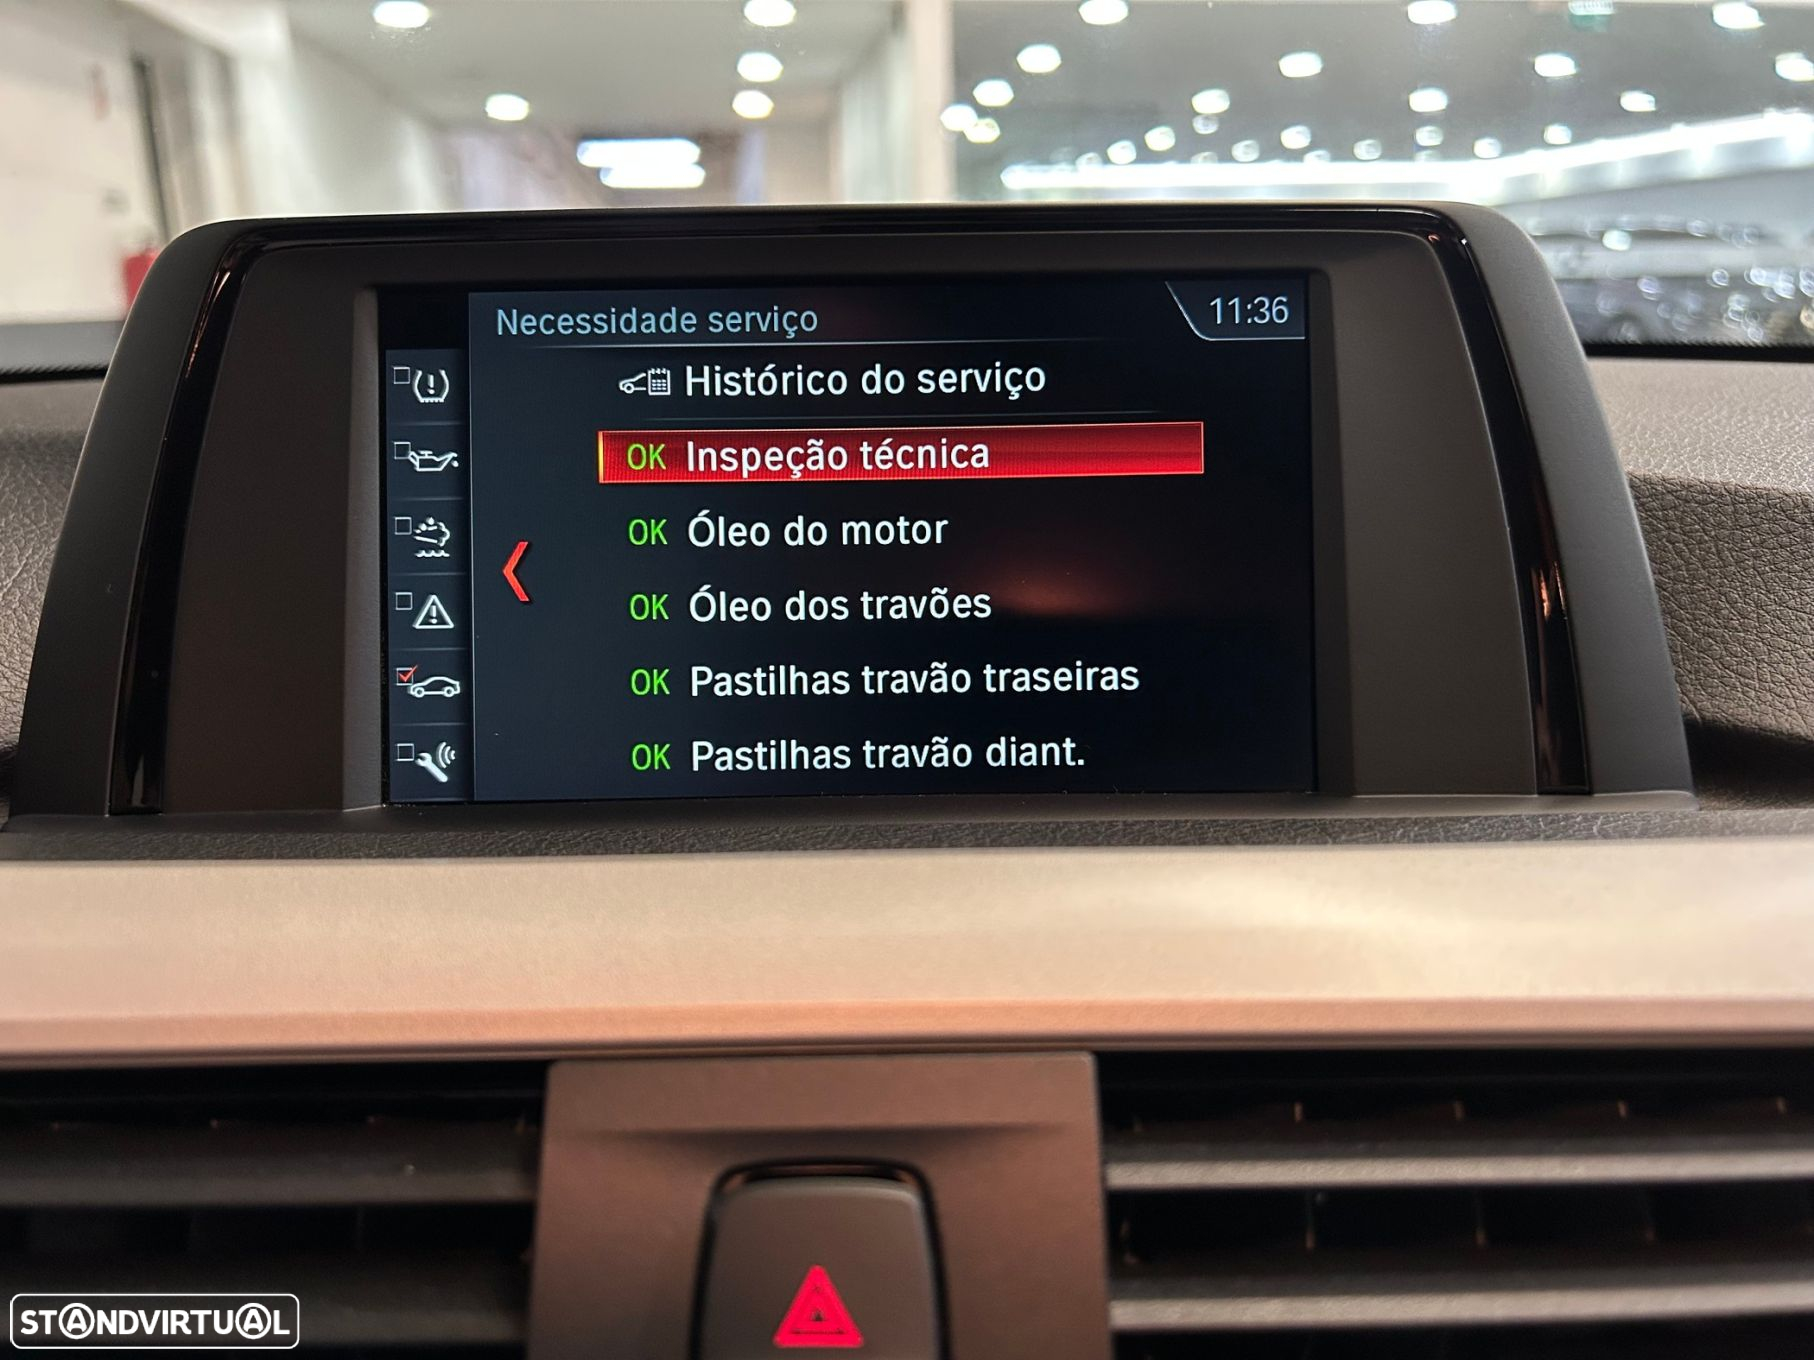 Necessidade serviço
11:36
Histórico do serviço
OK Inspeção técnica
OK Óleo do motor
OK Óleo dos travões
OK Pastilhas travão traseiras
OK Pastilhas travão diant.
STANDVIRTUAL